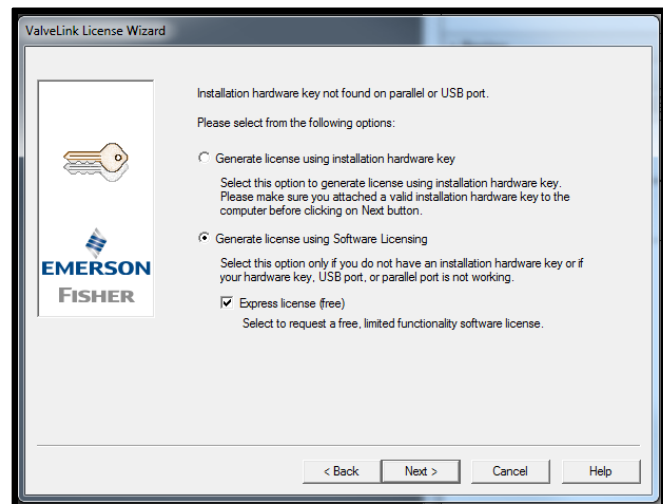 ValveLink License Wizard
Installation hardware key not found on parallel or USB port.
Please select from the following options:
Generate license using installation hardware key
Select this option to generate license using installation hardware key.
Please make sure you attached a valid installation hardware key to the
computer before clicking on Next button.
Generate license using Software Licensing
Select this option only if you do not have an installation hardware key or if
your hardware key, USB port, or parallel port is not working.
Express license (free)
Select to request a free, limited functionality software license.
EMERSON
FISHER
< Back
Next >
Cancel
Help